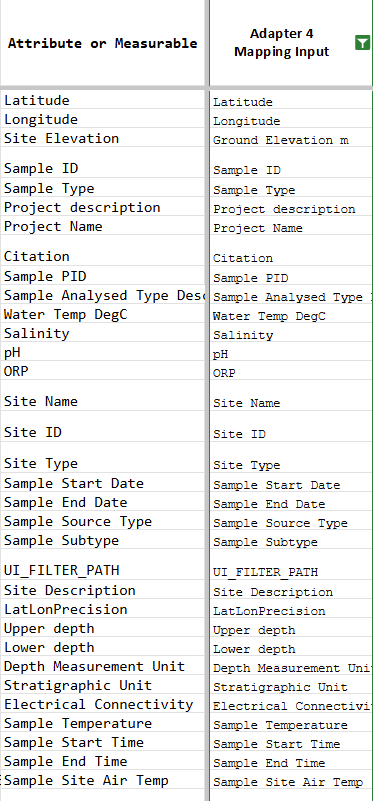 Attribute or Measurable Adapter 4
Mapping Input
Latitude Latitude
Longitude Longitude
Site Elevation Ground Elevation m
Sample ID Sample ID
Sample Type Sample Type
Project description Project description
Project Name Project Name
Citation Citation
Sample PID Sample PID
Sample Analysed Type Desc Sample Analysed Type
Water Temp DegC Water Temp DegC
Salinity Salinity
pH pH
ORP ORP
Site Name Site Name
Site ID Site ID
Site Type Site Type
Sample Start Date Sample Start Date
Sample End Date Sample End Date
Sample Source Type Sample Source Type
Sample Subtype Sample Subtype
UI_FILTER_PATH UI_FILTER_PATH
Site Description Site Description
LatLonPrecision LatLonPrecision
Upper depth Upper depth
Lower depth Lower depth
Depth Measurement Unit Depth Measurement Uni
Stratigraphic Unit Stratigraphic Unit
Electrical Connectivity Electrical Connectivi
Sample Temperature Sample Temperature
Sample Start Time Sample Start Time
Sample End Time Sample End Time
Sample Site Air Temp Sample Site Air Temp